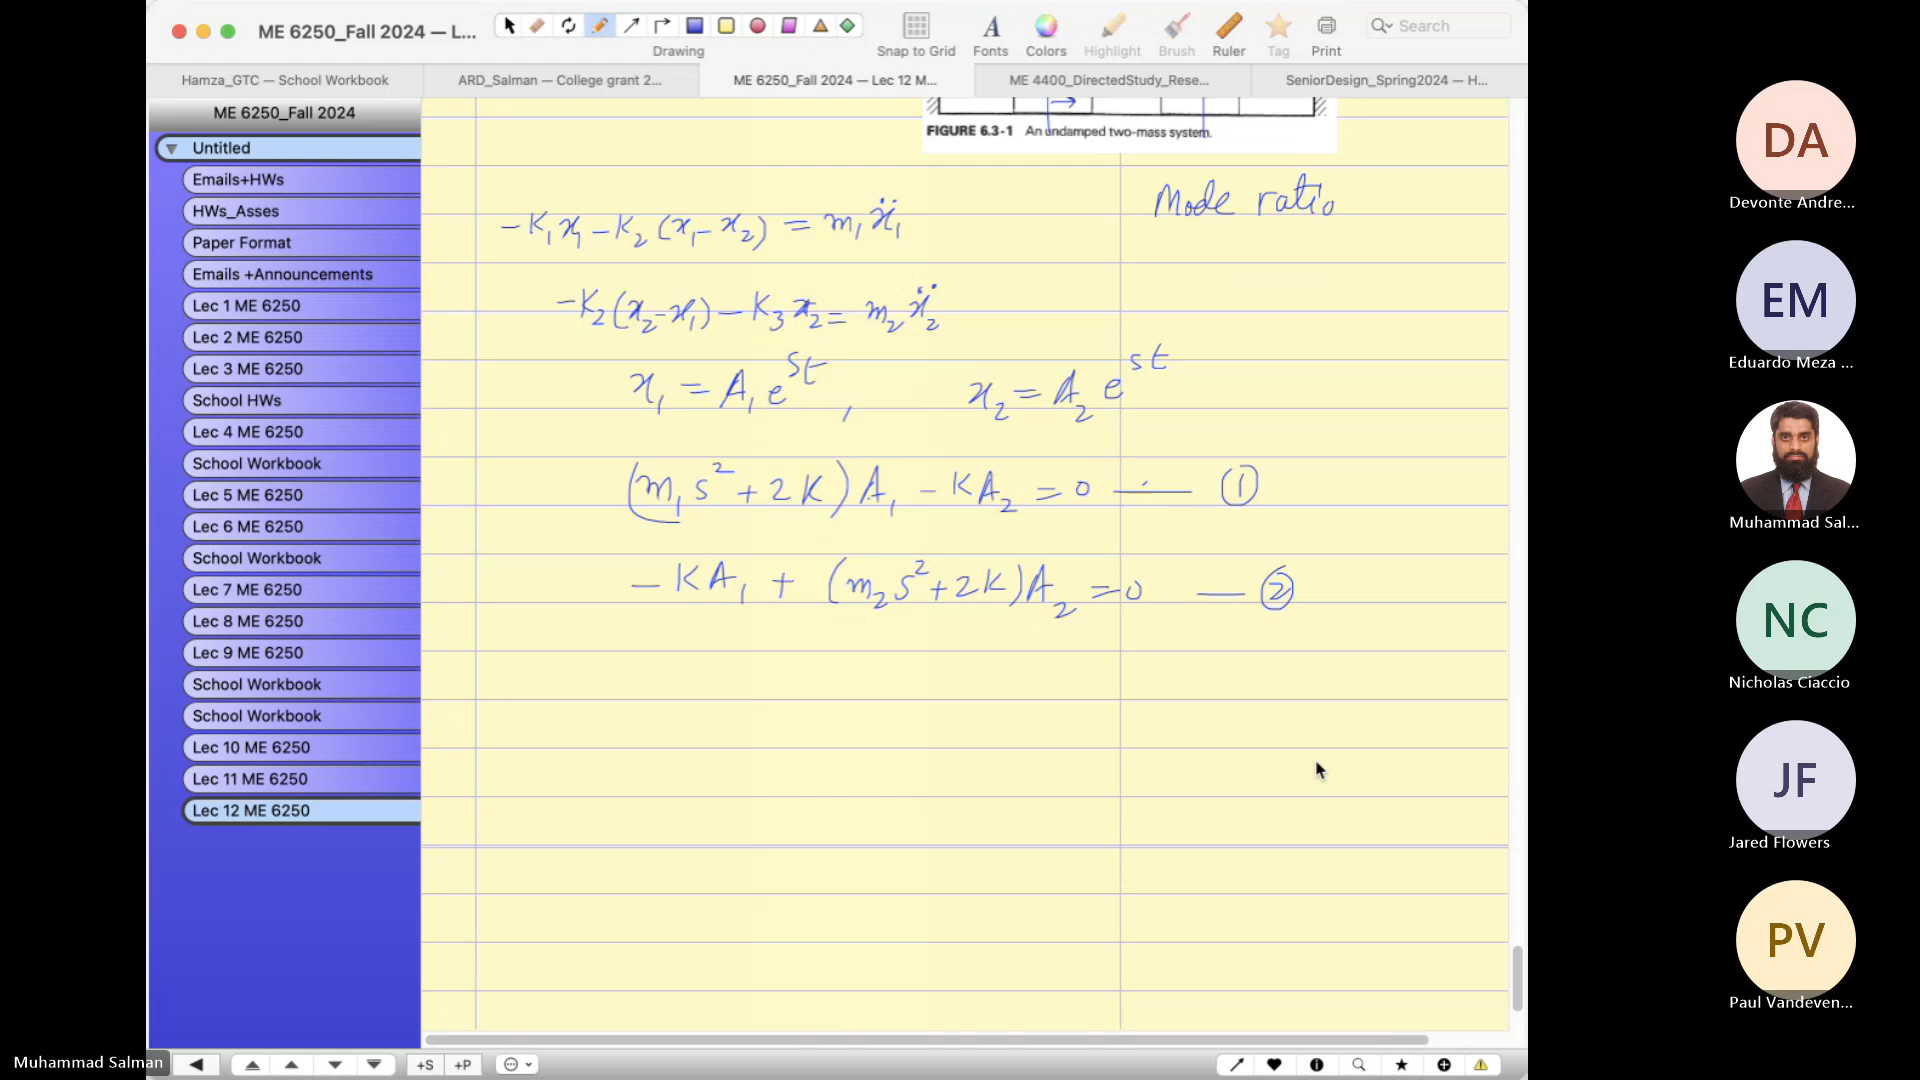 ME 6250_Fall 2024 — L...
Drawing
Snap to Grid
Fonts
Colors
Highlight
Brush
Ruler
Tag
Print
Search
Hamza_GTC — School Workbook
ARD_Salman — College grant 2...
ME 6250_Fall 2024 — Lec 12 M...
ME 4400_DirectedStudy_Rese...
SeniorDesign_Spring2024 — H...
ME 6250_Fall 2024
Untitled
Emails+HWs
HWs_Asses
Paper Format
Emails +Announcements
Lec 1 ME 6250
Lec 2 ME 6250
Lec 3 ME 6250
School HWs
Lec 4 ME 6250
School Workbook
Lec 5 ME 6250
Lec 6 ME 6250
School Workbook
Lec 7 ME 6250
Lec 8 ME 6250
Lec 9 ME 6250
School Workbook
School Workbook
Lec 10 ME 6250
Lec 11 ME 6250
Lec 12 ME 6250
FIGURE 6.3-1 An undamped two-mass system.
Mode ratio
-K₁x₁ - K₂(x₁ - x₂) = m₁ẍ₁
-K₂(x₂ - x₁) - K₃x₂ = m₂ẍ₂
x₁ = A₁e^{st}, x₂ = A₂e^{st}
(m₁s² + 2K)A₁ - KA₂ = 0 — ①
-KA₁ + (m₂s² + 2K)A₂ = 0 — ②
+S
+P
DA
Devonte Andre...
EM
Eduardo Meza ...
Muhammad Sal...
NC
Nicholas Ciaccio
JF
Jared Flowers
PV
Paul Vandeven...
Muhammad Salman